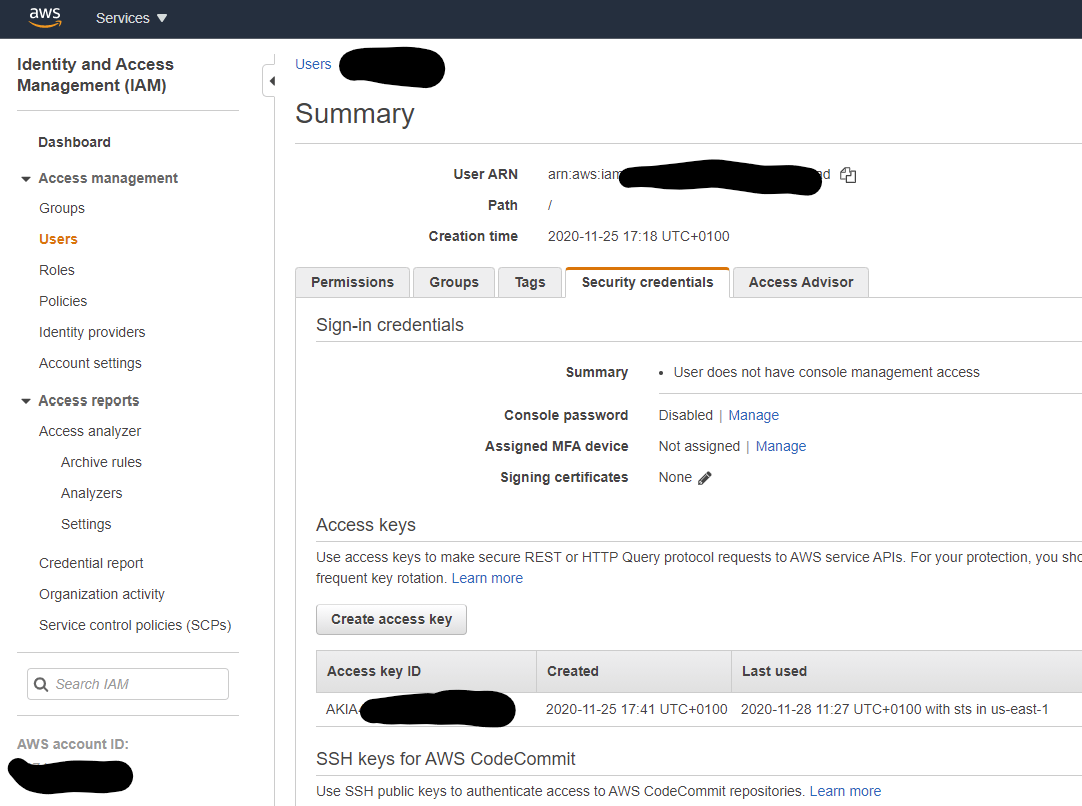 aws Services
Identity and Access
Management (IAM)
Dashboard
Access management
Groups
Users
Roles
Policies
Identity providers
Account settings
Access reports
Access analyzer
Archive rules
Analyzers
Settings
Credential report
Organization activity
Service control policies (SCPs)
Search IAM
AWS account ID:
Users
Summary
User ARN arn:aws:iam
Path /
Creation time 2020-11-25 17:18 UTC+0100
Permissions Groups Tags Security credentials Access Advisor
Sign-in credentials
Summary • User does not have console management access
Console password Disabled | Manage
Assigned MFA device Not assigned | Manage
Signing certificates None
Access keys
Use access keys to make secure REST or HTTP Query protocol requests to AWS service APIs. For your protection, you sho
frequent key rotation. Learn more
Create access key
Access key ID Created Last used
AKIA 2020-11-25 17:41 UTC+0100 2020-11-28 11:27 UTC+0100 with sts in us-east-1
SSH keys for AWS CodeCommit
Use SSH public keys to authenticate access to AWS CodeCommit repositories. Learn more